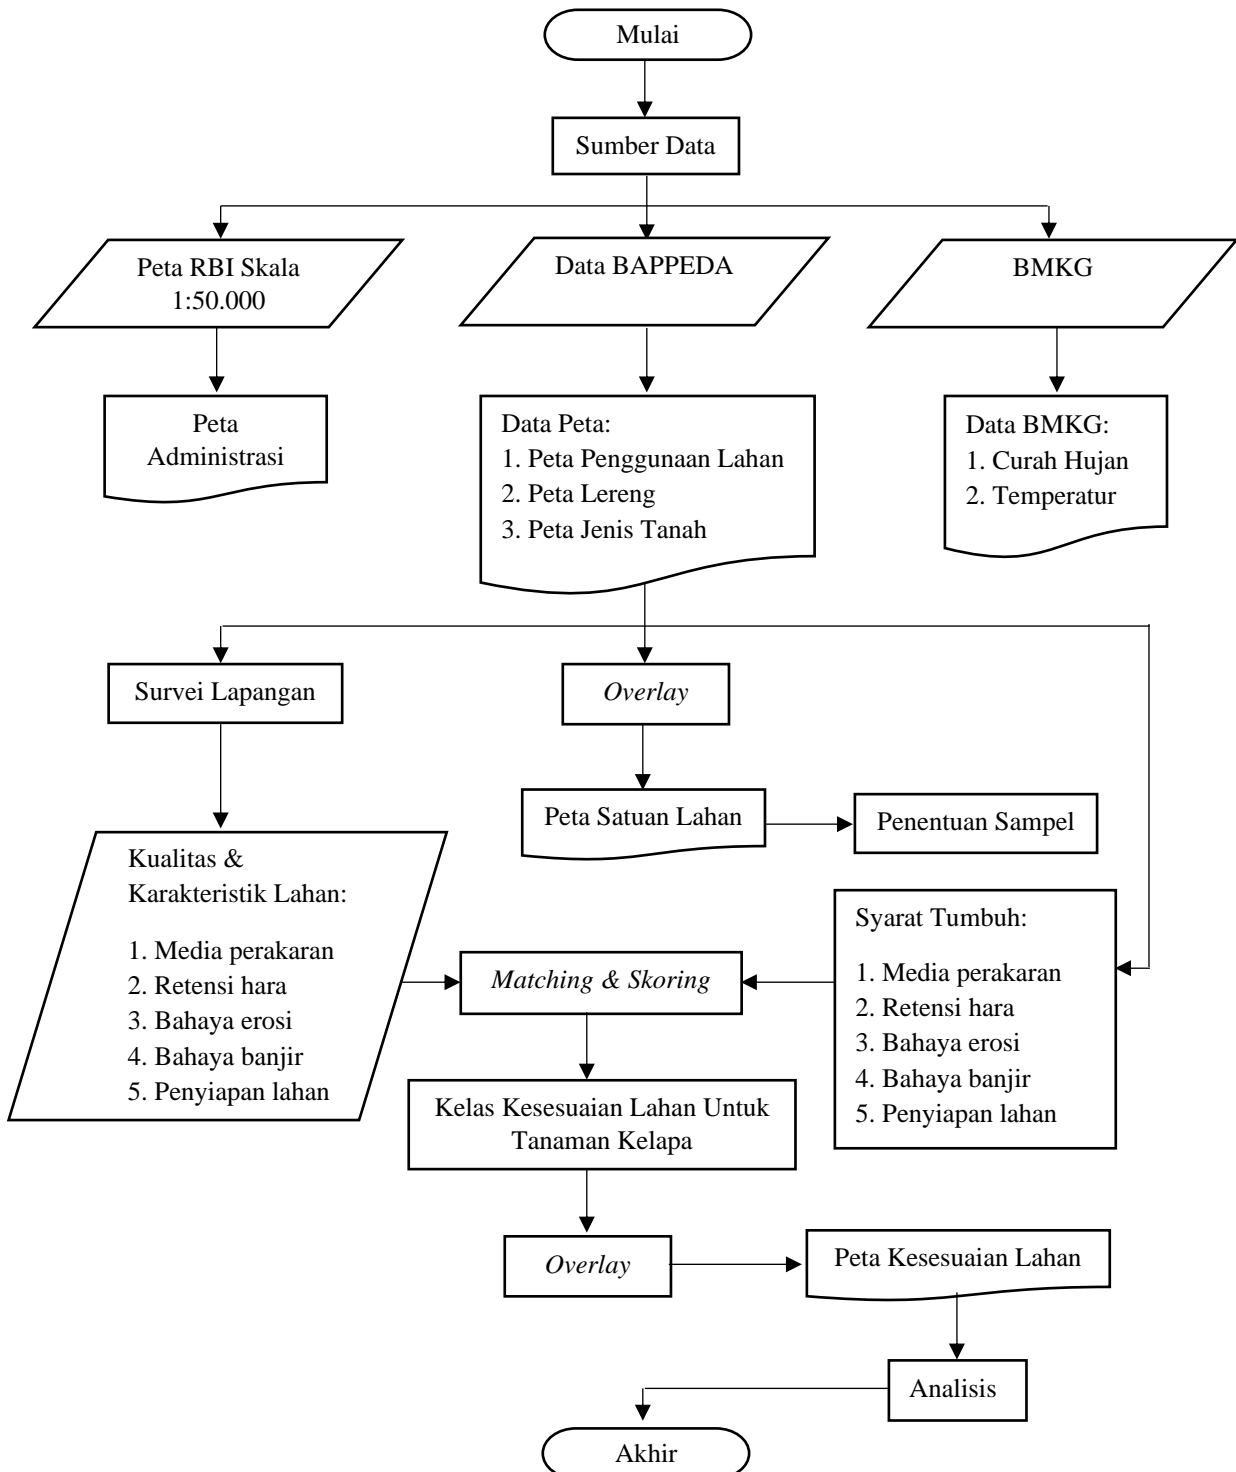 Mulai
Sumber Data
Peta RBI Skala
1:50.000
Data BAPPEDA
BMKG
Peta
Administrasi
Data Peta:
1. Peta Penggunaan Lahan
2. Peta Lereng
3. Peta Jenis Tanah
Data BMKG:
1. Curah Hujan
2. Temperatur
Survei Lapangan
Overlay
Peta Satuan Lahan
Penentuan Sampel
Kualitas &
Karakteristik Lahan:
1. Media perakaran
2. Retensi hara
3. Bahaya erosi
4. Bahaya banjir
5. Penyiapan lahan
Matching & Skoring
Syarat Tumbuh:
1. Media perakaran
2. Retensi hara
3. Bahaya erosi
4. Bahaya banjir
5. Penyiapan lahan
Kelas Kesesuaian Lahan Untuk
Tanaman Kelapa
Overlay
Peta Kesesuaian Lahan
Analisis
Akhir